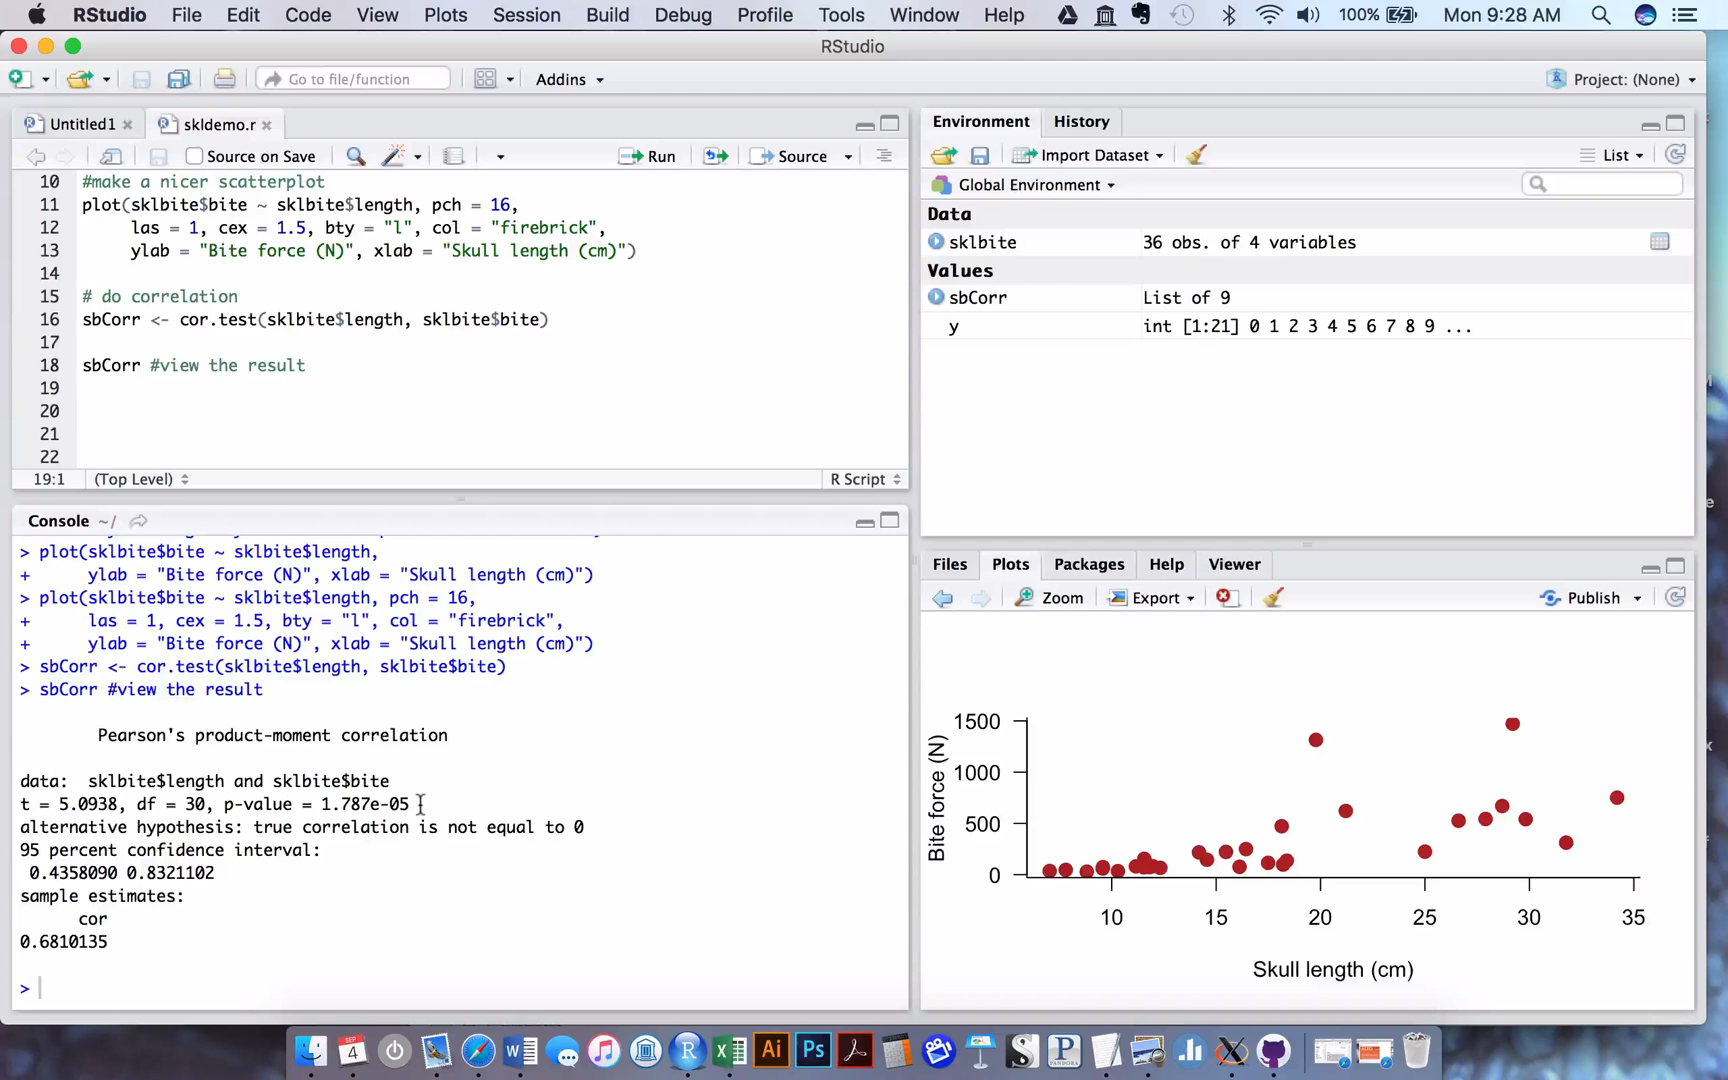 RStudio File Edit Code View Plots Session Build Debug Profile Tools Window Help 100% Mon 9:28 AM
RStudio
Go to file/function Addins Project: (None)
Untitled1 skldemo.r
Source on Save Run Source
10 #make a nicer scatterplot
11 plot(sklbite$bite ~ sklbite$length, pch = 16,
12 las = 1, cex = 1.5, bty = "l", col = "firebrick",
13 ylab = "Bite force (N)", xlab = "Skull length (cm)")
14
15 # do correlation
16 sbCorr <- cor.test(sklbite$length, sklbite$bite)
17
18 sbCorr #view the result
19
20
21
22
19:1 (Top Level) R Script
Console ~/
> plot(sklbite$bite ~ sklbite$length,
+ ylab = "Bite force (N)", xlab = "Skull length (cm)")
> plot(sklbite$bite ~ sklbite$length, pch = 16,
+ las = 1, cex = 1.5, bty = "l", col = "firebrick",
+ ylab = "Bite force (N)", xlab = "Skull length (cm)")
> sbCorr <- cor.test(sklbite$length, sklbite$bite)
> sbCorr #view the result
Pearson's product-moment correlation
data: sklbite$length and sklbite$bite
t = 5.0938, df = 30, p-value = 1.787e-05
alternative hypothesis: true correlation is not equal to 0
95 percent confidence interval:
0.4358090 0.8321102
sample estimates:
cor
0.6810135
>
Environment History
Import Dataset List
Global Environment
Data
sklbite 36 obs. of 4 variables
Values
sbCorr List of 9
y int [1:21] 0 1 2 3 4 5 6 7 8 9 ...
Files Plots Packages Help Viewer
Zoom Export Publish
Bite force (N)
1500
1000
500
0
10 15 20 25 30 35
Skull length (cm)
SEP 4 W R X Ai Ps S P PANDORA X